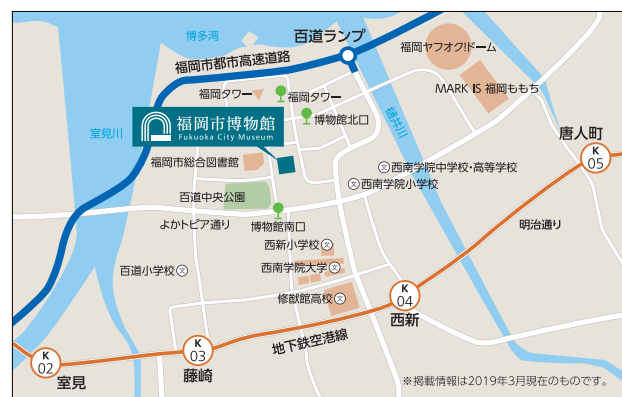 博多湾
百道ランプ
福岡ヤフオク!ドーム
福岡市都市高速道路
MARK IS 福岡ももち
福岡タワー
福岡タワー
室見川
福岡市博物館
Fukuoka City Museum
博物館北口
樋井川
唐人町
K
05
福岡市総合図書館
西南学院中学校・高等学校
文
西南学院小学校
文
百道中央公園
よかトピア通り
博物館南口
明治通り
西新小学校
文
百道小学校
文
西南学院大学
文
修猷館高校
文
K
04
西新
地下鉄空港線
K
03
藤崎
K
02
室見
※掲載情報は2019年3月現在のものです。